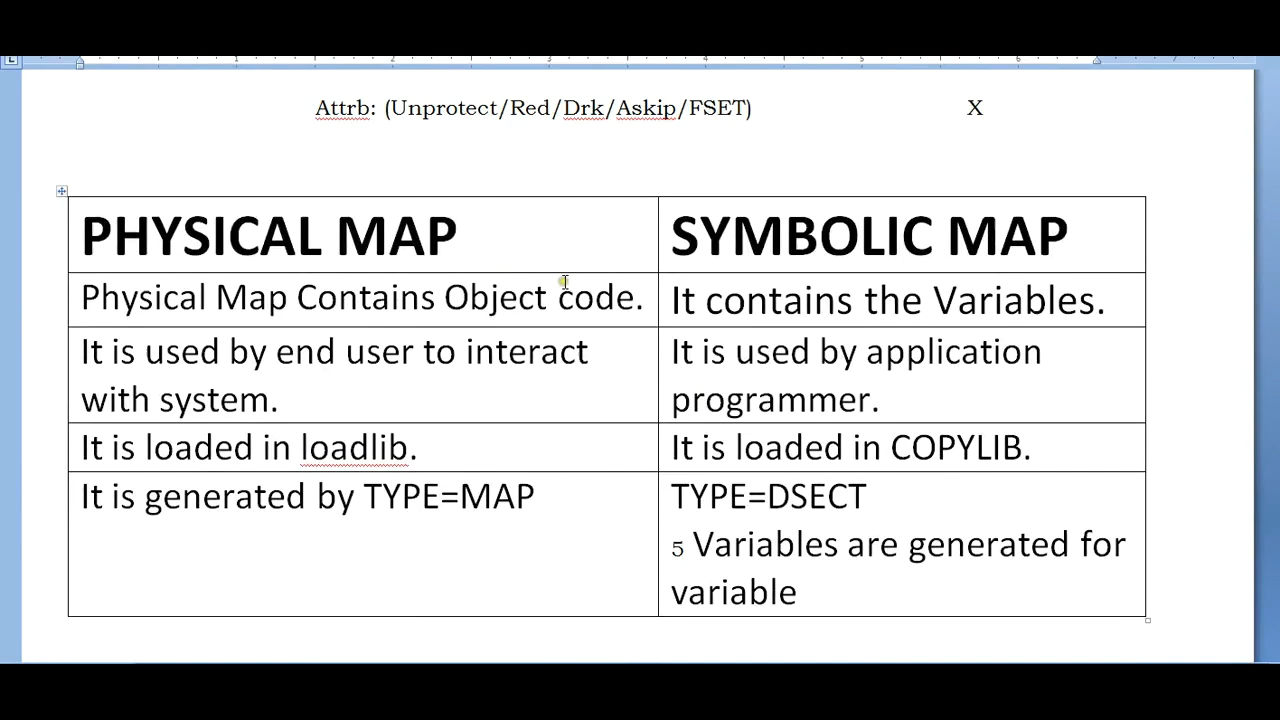 Attrb: (Unprotect/Red/Drk/Askip/FSET) X
PHYSICAL MAP
SYMBOLIC MAP
Physical Map Contains Object code.
It contains the Variables.
It is used by end user to interact
with system.
It is used by application
programmer.
It is loaded in loadlib.
It is loaded in COPYLIB.
It is generated by TYPE=MAP
TYPE=DSECT
5 Variables are generated for
variable